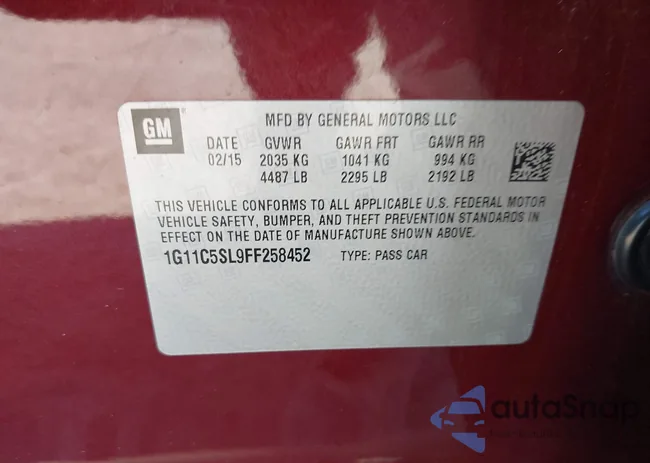 GM
MFD BY GENERAL MOTORS LLC
DATE GVWR GAWR FRT GAWR RR
02/15 2035 KG 1041 KG 994 KG
4487 LB 2295 LB 2192 LB
THIS VEHICLE CONFORMS TO ALL APPLICABLE U.S. FEDERAL MOTOR
VEHICLE SAFETY, BUMPER, AND THEFT PREVENTION STANDARDS IN
EFFECT ON THE DATE OF MANUFACTURE SHOWN ABOVE.
1G11C5SL9FF258452 TYPE: PASS CAR
autoSnap